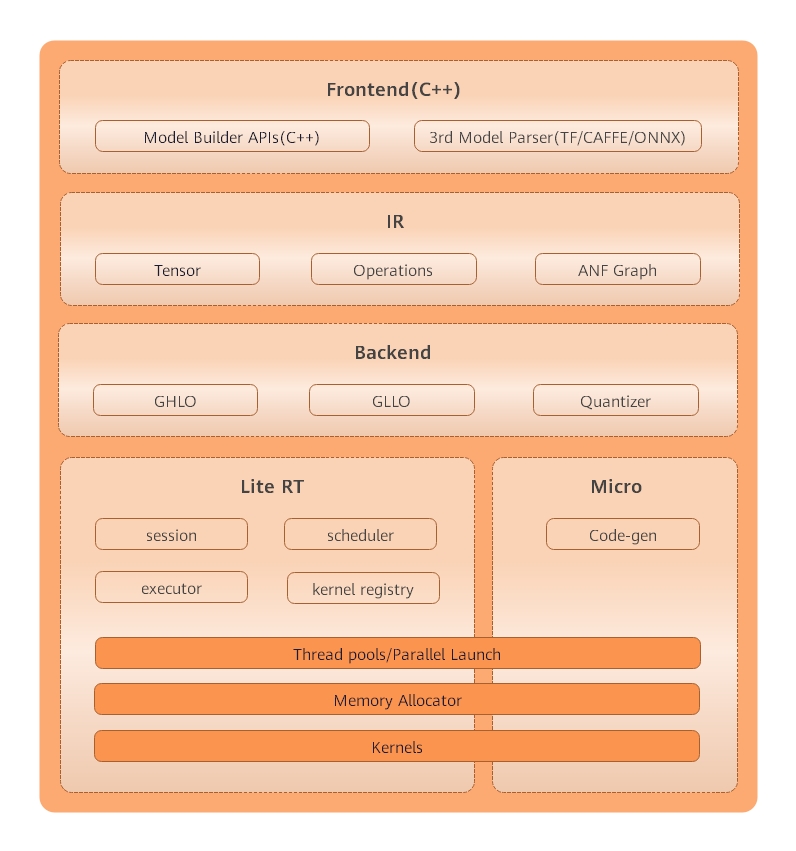 Frontend(C++)
Model Builder APIs(C++)
3rd Model Parser(TF/CAFFE/ONNX)
IR
Tensor
Operations
ANF Graph
Backend
GHLO
GLLO
Quantizer
Lite RT
session
scheduler
executor
kernel registry
Micro
Code-gen
Thread pools/Parallel Launch
Memory Allocator
Kernels